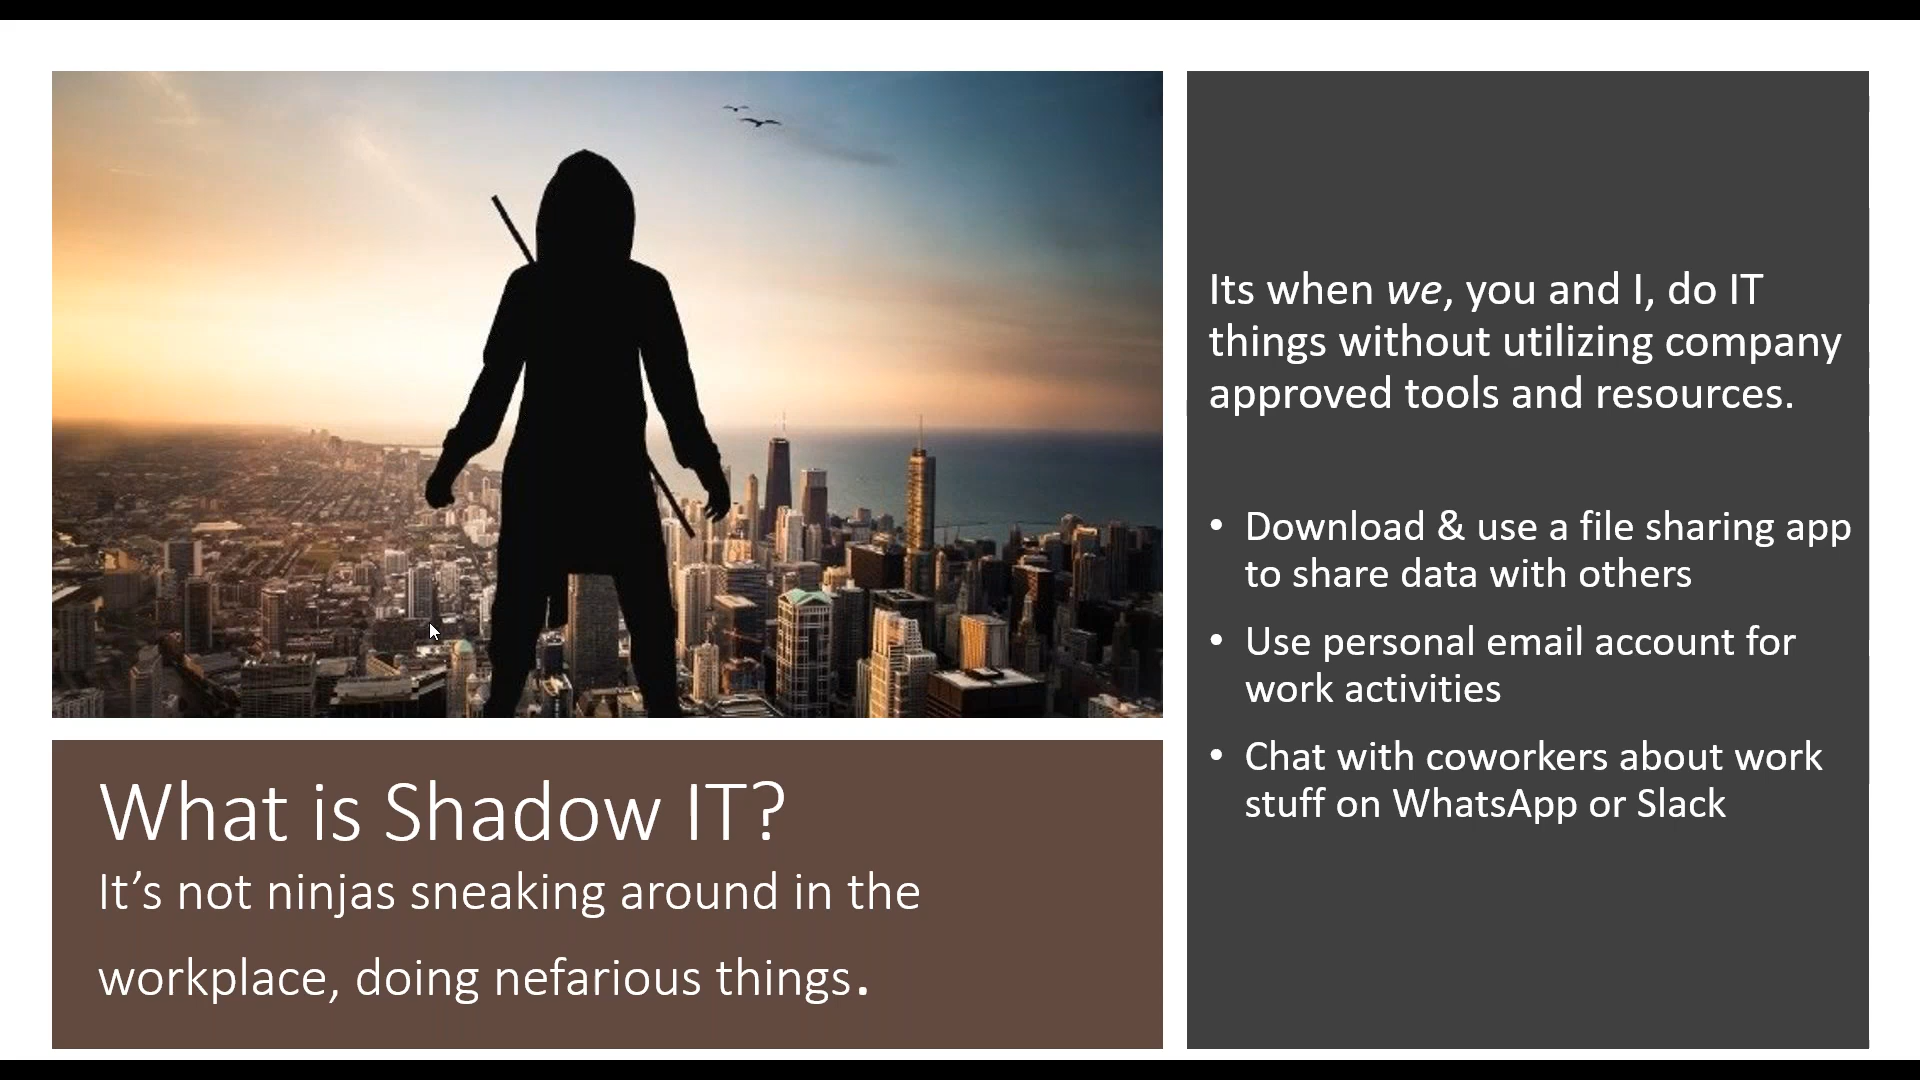 What is Shadow IT?
It’s not ninjas sneaking around in the
workplace, doing nefarious things.
Its when we, you and I, do IT
things without utilizing company
approved tools and resources.
• Download & use a file sharing app
to share data with others
• Use personal email account for
work activities
• Chat with coworkers about work
stuff on WhatsApp or Slack